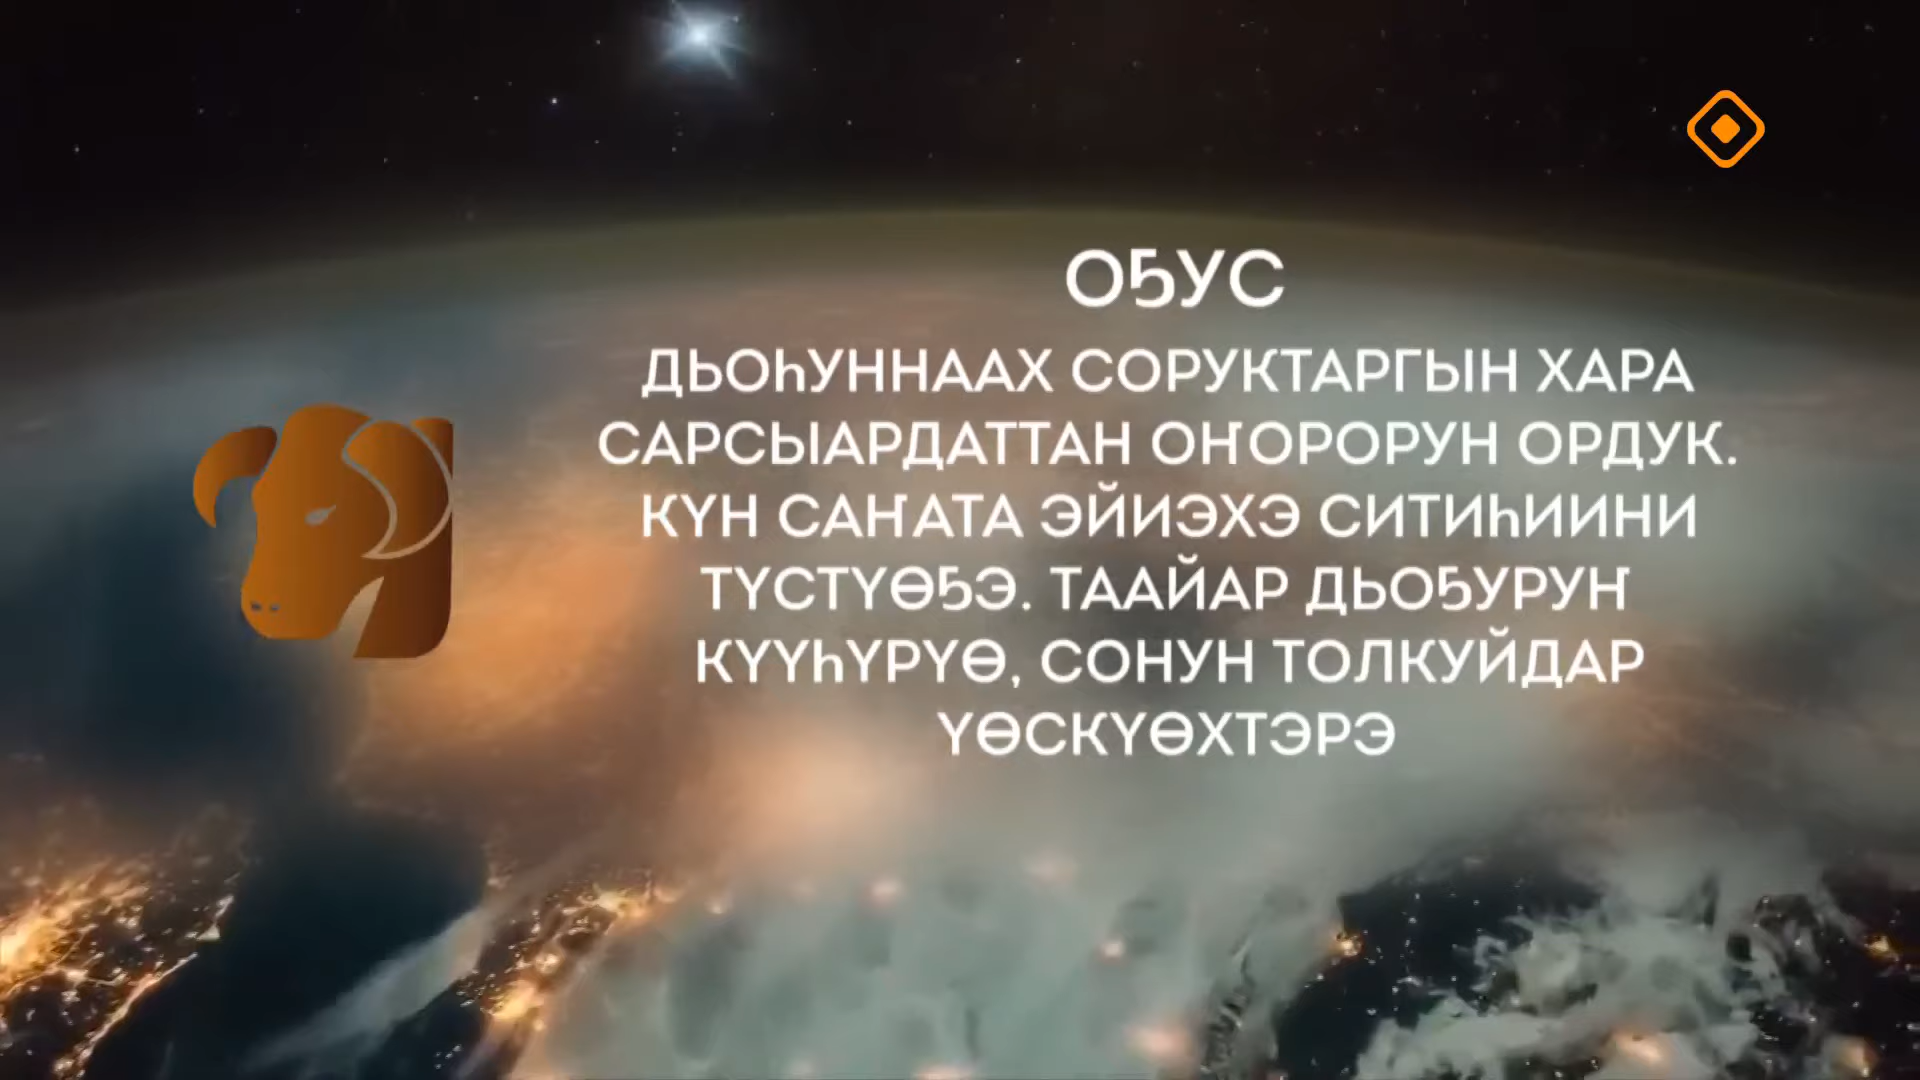 ОҔУС
ДЬОҺУННААХ СОРУКТАРГЫН ХАРА
САРСЫАРДАТТАН ОҤОРОРУН ОРДУК.
КҮН САҤАТА ЭЙИЭХЭ СИТИҺИИНИ
ТҮСТҮӨҔЭ. ТААЙАР ДЬОҔУРУҤ
КҮҮҺҮРҮӨ, СОНУН ТОЛКУЙДАР
ҮӨСКҮӨХТЭРЭ